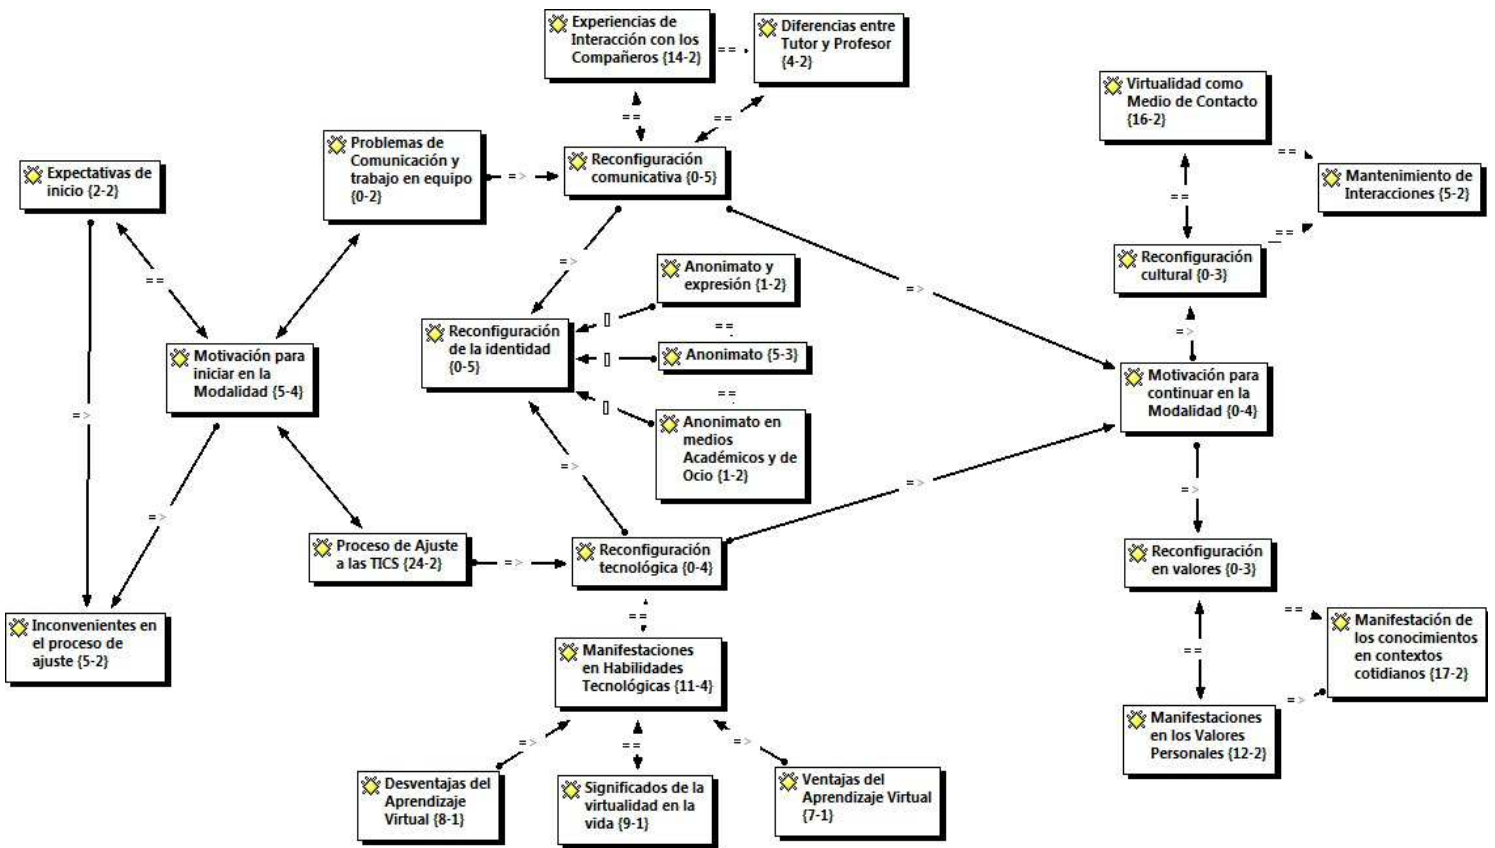 Experiencias de
Interacción con los
Compañeros {14-2}
==
Diferencias entre
Tutor y Profesor
{4-2}
==
==
Virtualidad como
Medio de Contacto
{16-2}
==
Mantenimiento de
Interacciones {5-2}
==
==
Reconfiguración
cultural {0-3}
Expectativas de
inicio {2-2}
Problemas de
Comunicación y
trabajo en equipo
{0-2}
=>
Reconfiguración
comunicativa {0-5}
==
=>
=>
Anonimato y
expresión {1-2}
[]
==
Reconfiguración
de la identidad
{0-5}
[]
Anonimato {5-3}
==
[]
Anonimato en
medios
Académicos y de
Ocio {1-2}
=>
Motivación para
iniciar en la
Modalidad {5-4}
=>
Motivación para
continuar en la
Modalidad {0-4}
=>
=>
=>
=>
=>
Proceso de Ajuste
a las TICS {24-2}
=>
Reconfiguración
tecnológica {0-4}
==
Reconfiguración
en valores {0-3}
==
==
Manifestación de
los conocimientos
en contextos
cotidianos {17-2}
=>
Manifestaciones
en los Valores
Personales {12-2}
Inconvenientes en
el proceso de
ajuste {5-2}
Manifestaciones
en Habilidades
Tecnológicas {11-4}
=>
==
=>
Desventajas del
Aprendizaje
Virtual {8-1}
Significados de la
virtualidad en la
vida {9-1}
Ventajas del
Aprendizaje Virtual
{7-1}